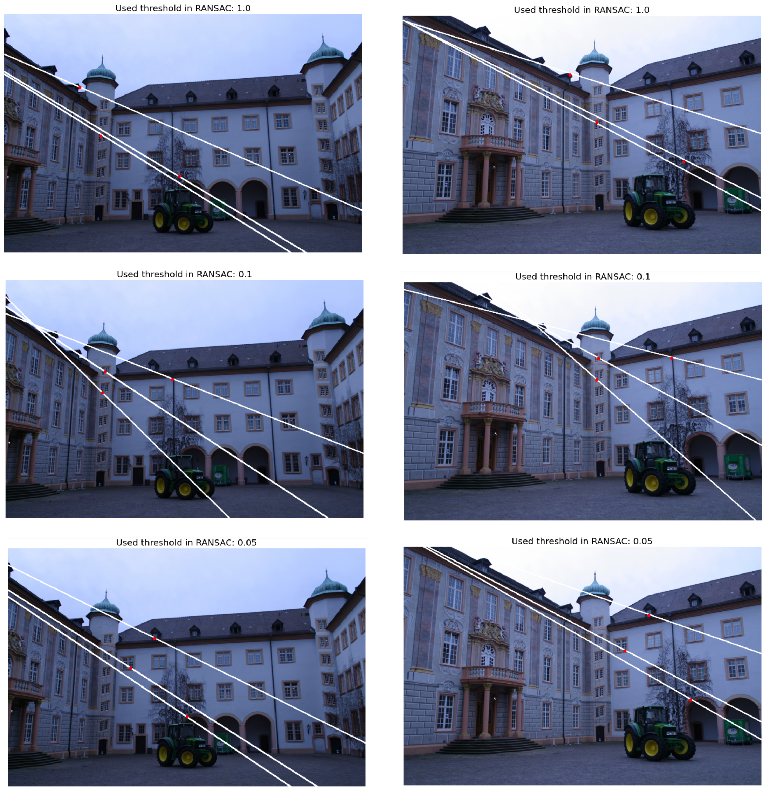 Used threshold in RANSAC: 1.0
Used threshold in RANSAC: 1.0
Used threshold in RANSAC: 0.1
Used threshold in RANSAC: 0.1
Used threshold in RANSAC: 0.05
Used threshold in RANSAC: 0.05